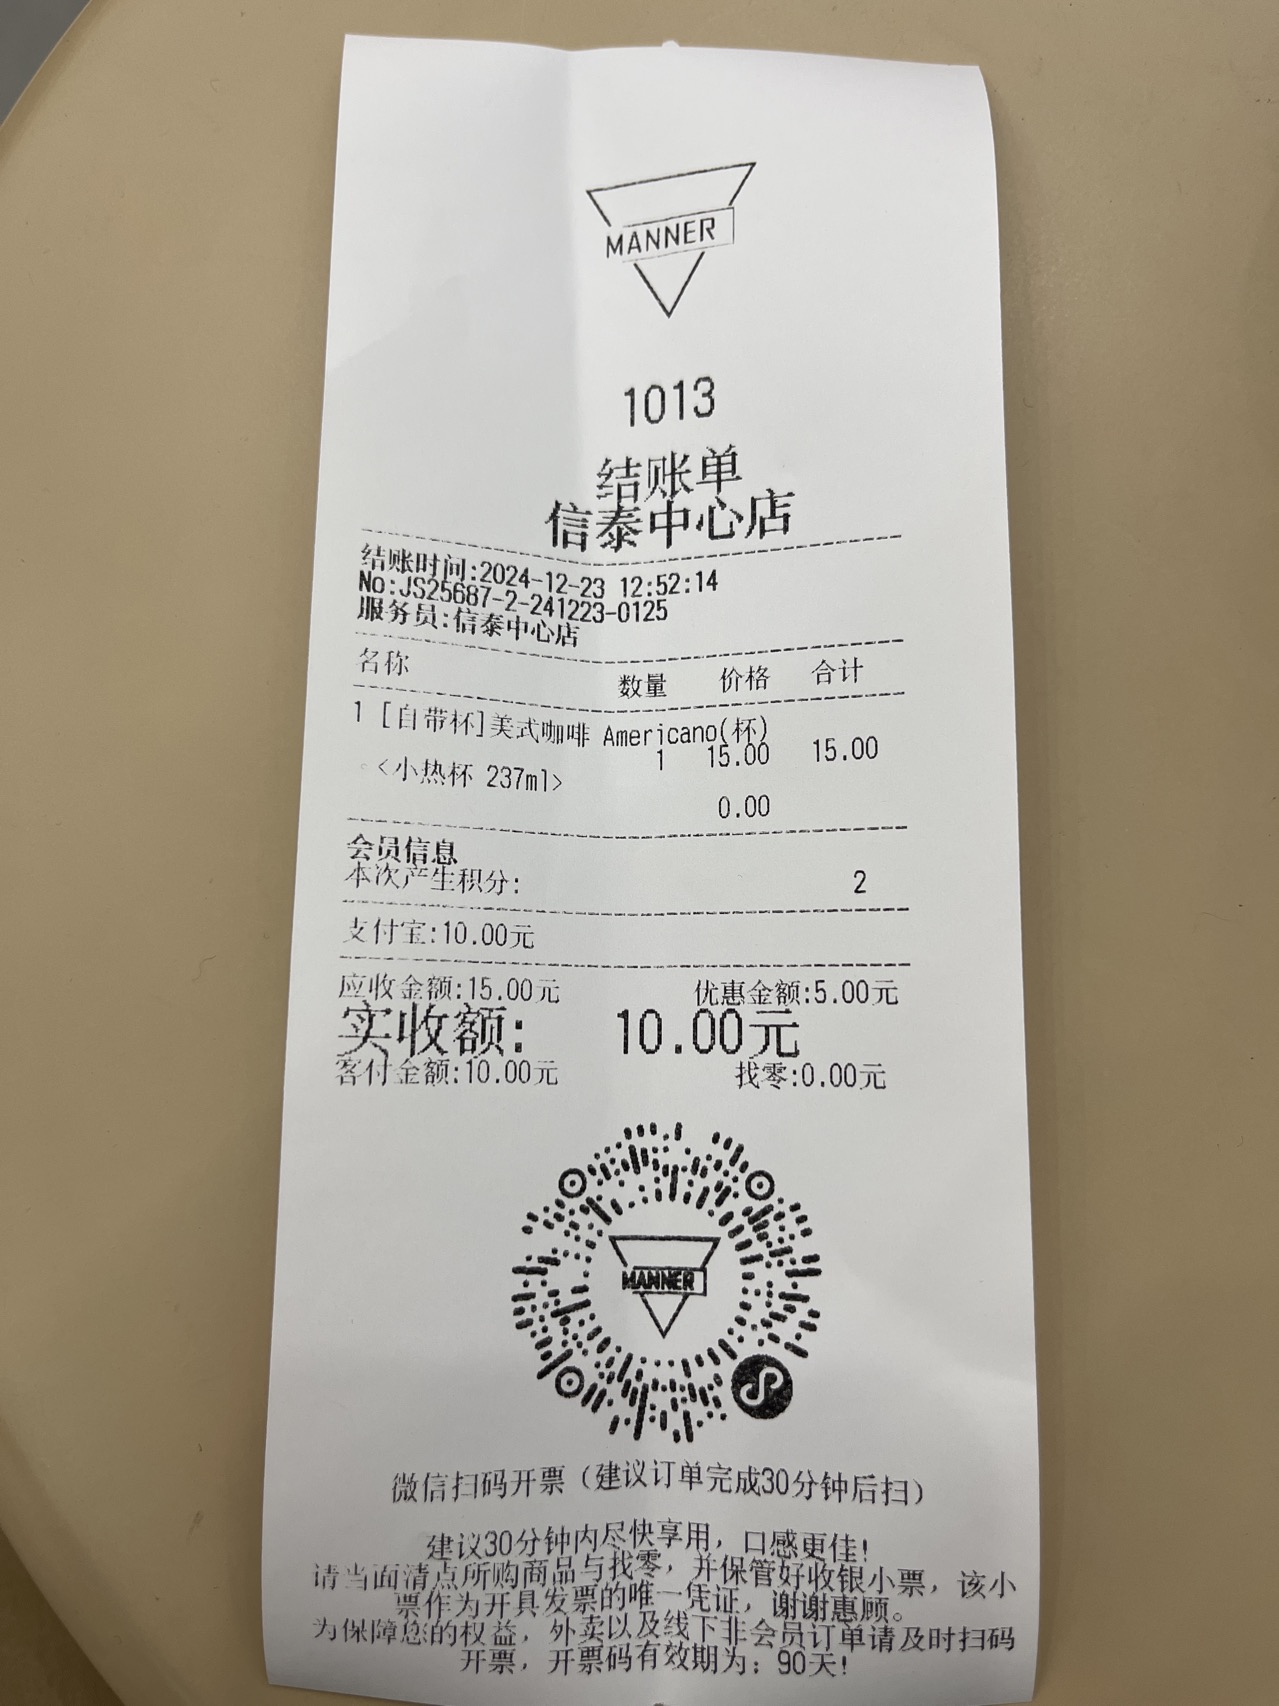 MANNER
1013
结账单
信泰中心店
结账时间:2024-12-23 12:52:14
No:JS25687-2-241223-0125
服务员:信泰中心店
名称 数量 价格 合计
1 [自带杯]美式咖啡 Americano(杯)
1 15.00 15.00
<小热杯 237ml>
0.00
会员信息
本次产生积分: 2
支付宝:10.00元
应收金额:15.00元 优惠金额:5.00元
实收额: 10.00元
客付金额:10.00元 找零:0.00元
MANNER
微信扫码开票（建议订单完成30分钟后扫）
建议30分钟内尽快享用，口感更佳!
请当面清点所购商品与找零，并保管好收银小票，该小
票作为开具发票的唯一凭证，谢谢惠顾。
为保障您的权益，外卖以及线下非会员订单请及时扫码
开票，开票码有效期为：90天!